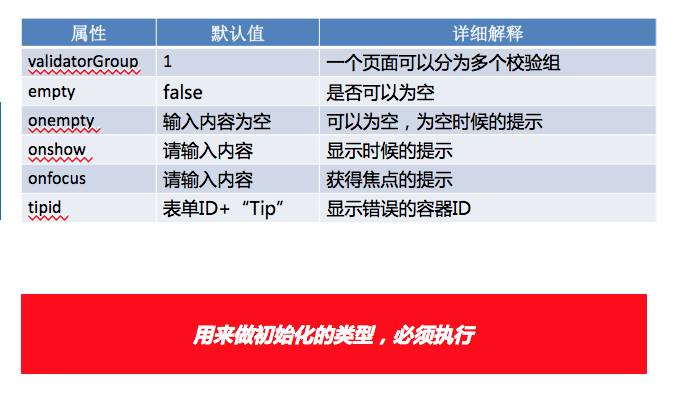 属性 默认值 详细解释
validatorGroup 1 一个页面可以分为多个校验组
empty false 是否可以为空
onempty 输入内容为空 可以为空，为空时候的提示
onshow 请输入内容 显示时候的提示
onfocus 请输入内容 获得焦点的提示
tipid 表单ID+“Tip” 显示错误的容器ID
用来做初始化的类型，必须执行